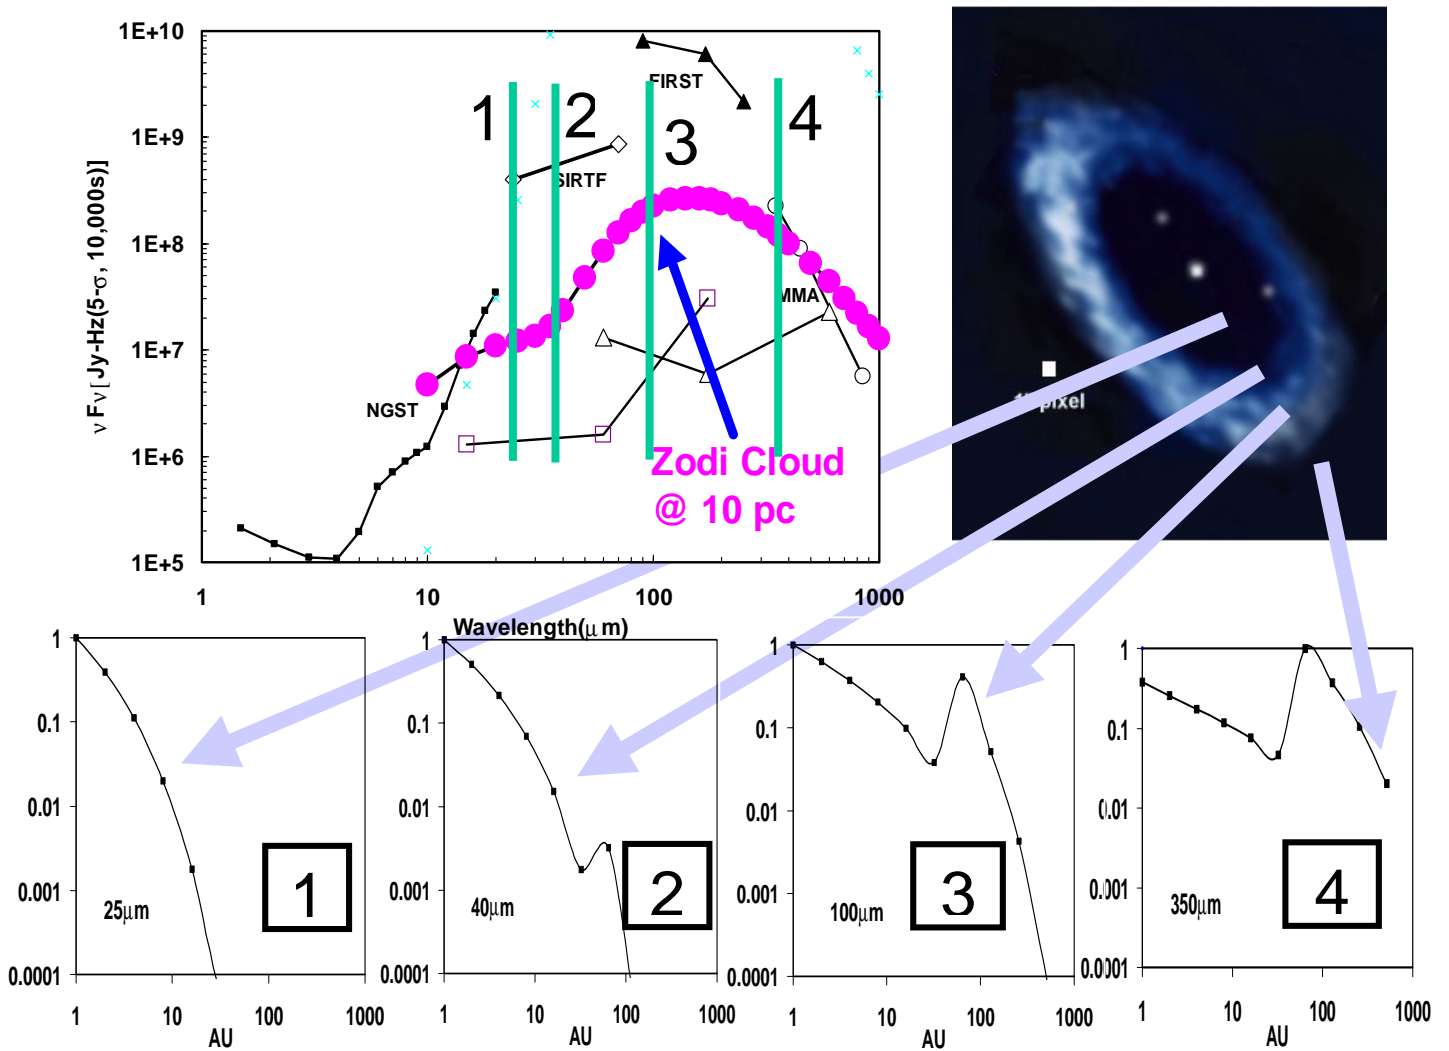 1E+10
1E+9
1E+8
1E+7
1E+6
1E+5
ν Fν [Jy-Hz(5-σ, 10,000s)]
1
2
3
4
FIRST
SIRTF
MMA
NGST
Zodi Cloud
@ 10 pc
1 10 100 1000
Wavelength(μ m)
pixel
1
0.1
0.01
0.001
0.0001
25μm
1
1 10 100 1000
AU
1
0.1
0.01
0.001
0.0001
40μm
2
1 10 100 1000
AU
1
0.1
0.01
0.001
0.0001
100μm
3
1 10 100 1000
AU
1
0.1
0.01
0.001
0.0001
350μm
4
1 10 100 1000
AU